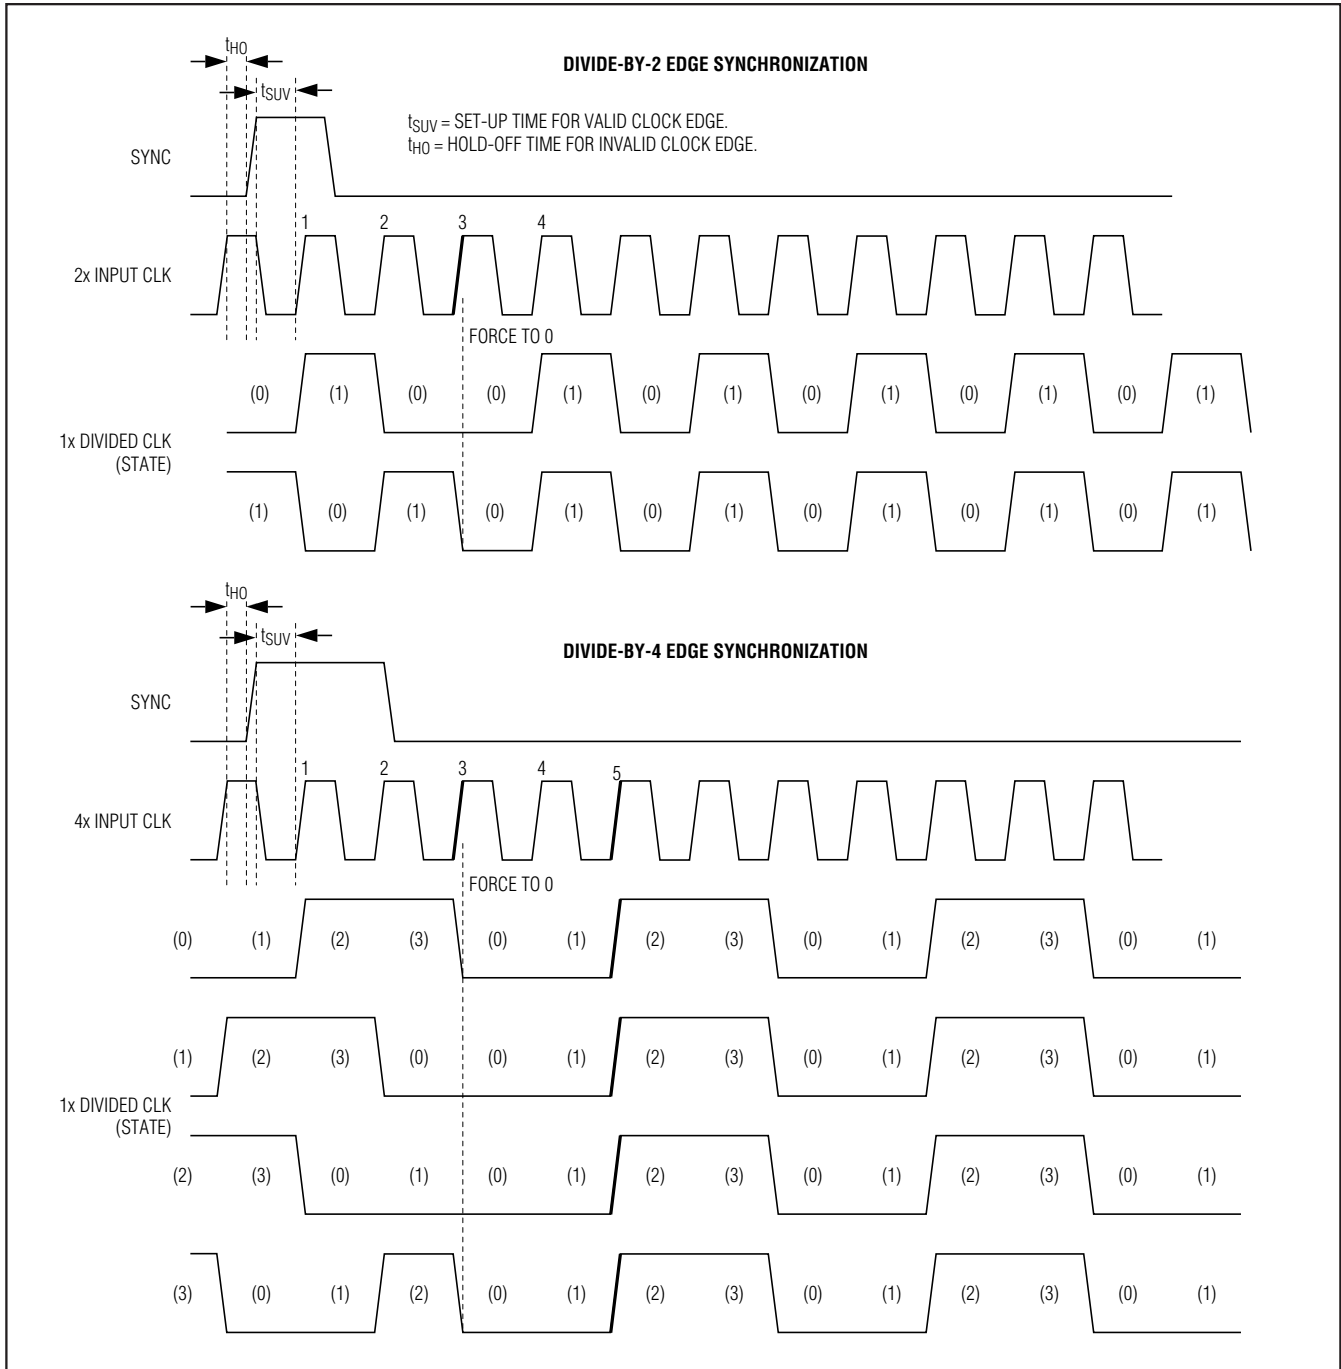 tHO
DIVIDE-BY-2 EDGE SYNCHRONIZATION
tSUV
tSUV = SET-UP TIME FOR VALID CLOCK EDGE.
tHO = HOLD-OFF TIME FOR INVALID CLOCK EDGE.
SYNC
1 2 3 4
2x INPUT CLK
FORCE TO 0
(0) (1) (0) (0) (1) (0) (1) (0) (1) (0) (1) (0) (1)
1x DIVIDED CLK
(STATE)
(1) (0) (1) (0) (1) (0) (1) (0) (1) (0) (1) (0) (1)
tHO
tSUV
DIVIDE-BY-4 EDGE SYNCHRONIZATION
SYNC
1 2 3 4 5
4x INPUT CLK
FORCE TO 0
(0) (1) (2) (3) (0) (1) (2) (3) (0) (1) (2) (3) (0) (1)
(1) (2) (3) (0) (0) (1) (2) (3) (0) (1) (2) (3) (0) (1)
1x DIVIDED CLK
(STATE)
(2) (3) (0) (1) (0) (1) (2) (3) (0) (1) (2) (3) (0) (1)
(3) (0) (1) (2) (0) (1) (2) (3) (0) (1) (2) (3) (0) (1)